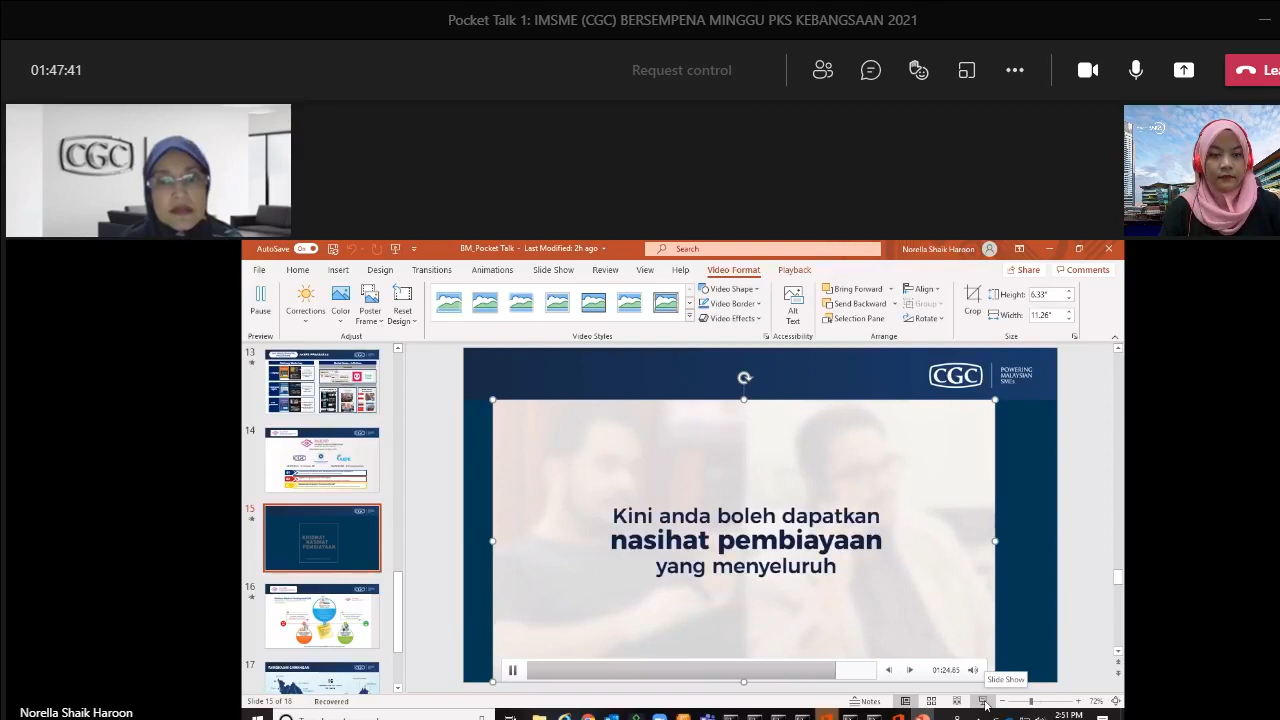 Pocket Talk 1: IMSME (CGC) BERSEMPENA MINGGU PKS KEBANGSAAN 2021
01:47:41
Request control
Lea
CGC
AutoSave On
BM_Pocket Talk - Last Modified: 2h ago
Search
Norella Shaik Haroon
File Home Insert Design Transitions Animations Slide Show Review View Help Video Format Playback
Share Comments
Pause
Corrections
Color
Poster Frame
Reset Design
Video Shape
Video Border
Video Effects
Alt Text
Bring Forward
Send Backward
Selection Pane
Align
Group
Rotate
Crop
Height: 6.33"
Width: 11.26"
Preview Adjust Video Styles Accessibility Arrange Size
13
14
15
KHIDMAT
NASIHAT
PEMBIAYAAN
16
17
CGC
POWERING
MALAYSIAN
SMEs
Kini anda boleh dapatkan
nasihat pembiayaan
yang menyeluruh
01:24.85
Slide Show
Slide 15 of 18 Recovered
Notes
72%
2:51 PM
Norella Shaik Haroon